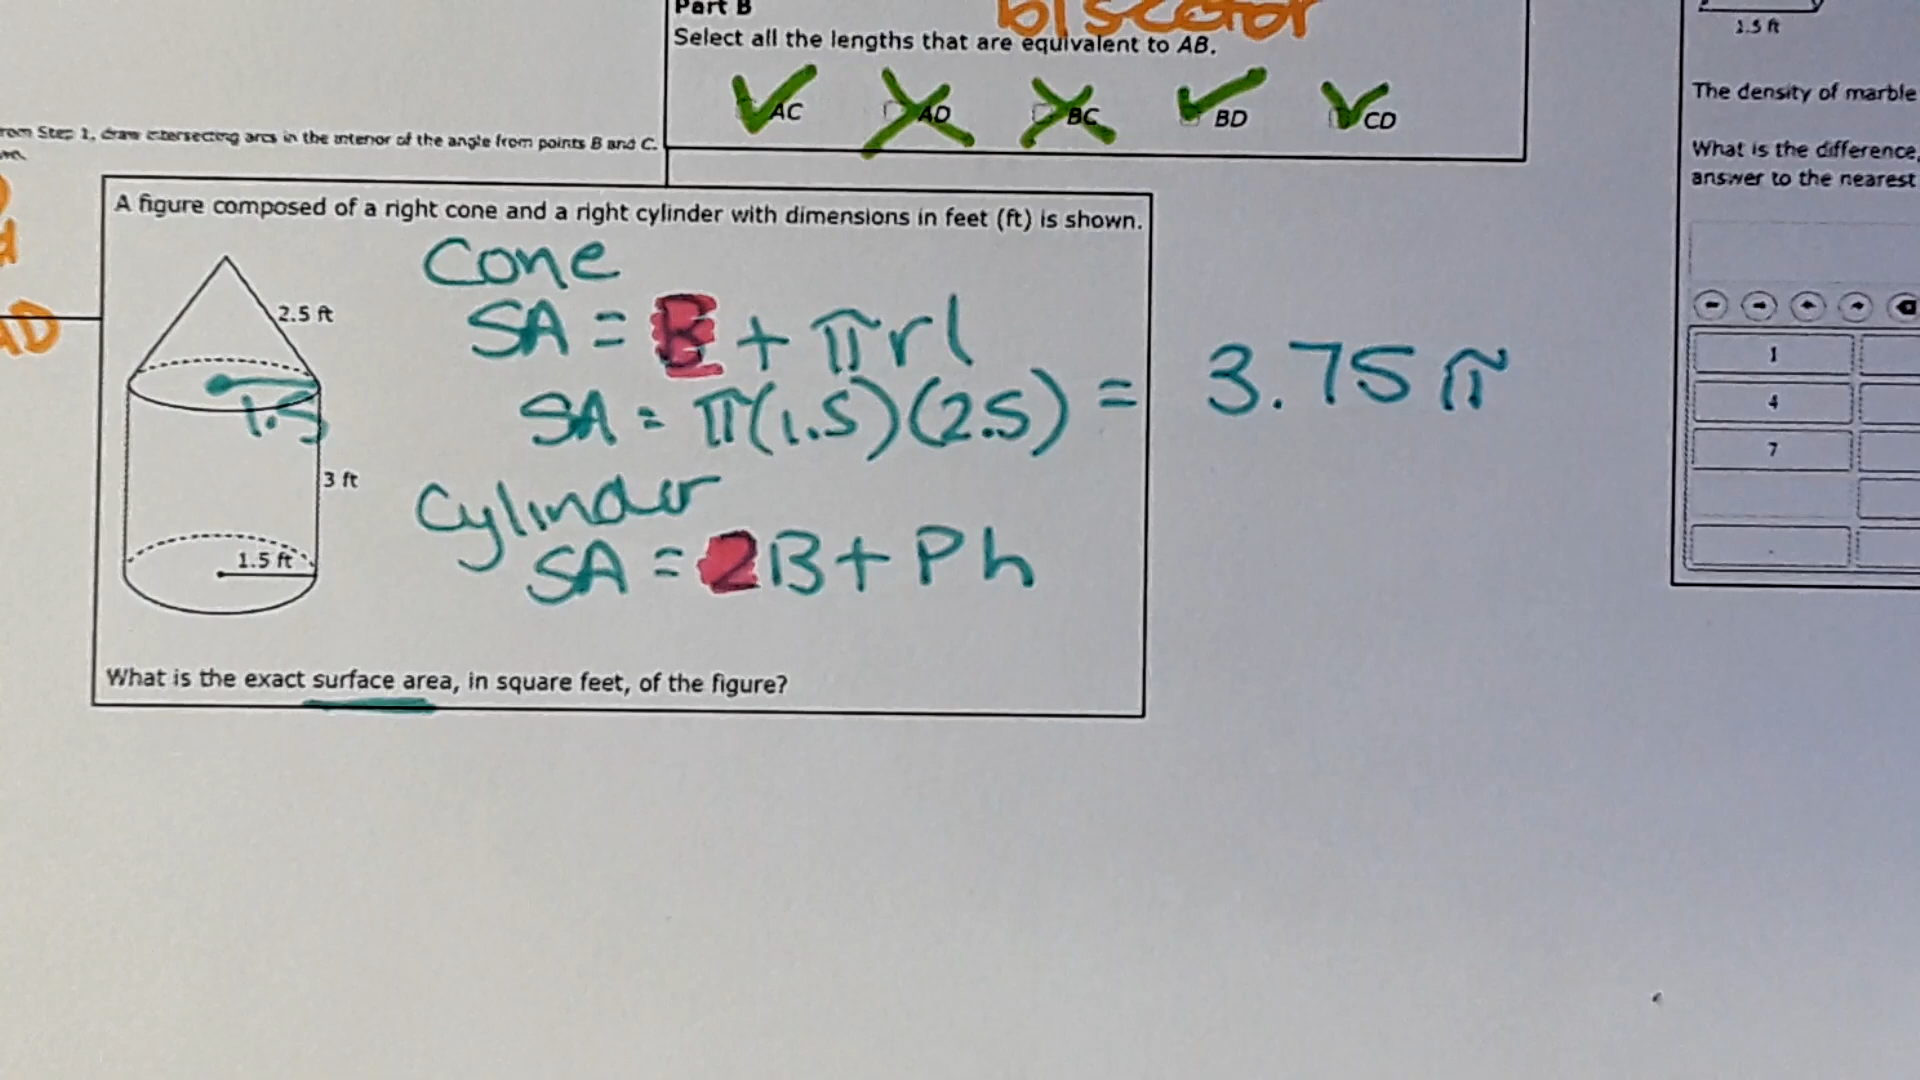 Part B
bisector
Select all the lengths that are equivalent to AB.
AC AD BC BD CD
from Step 1, draw intersecting arcs in the interior of the angle from points B and C.
A figure composed of a right cone and a right cylinder with dimensions in feet (ft) is shown.
Cone
2.5 ft
SA = B + πrl
1.5
SA = π(1.5)(2.5) = 3.75π
3 ft
Cylinder
SA = 2B + Ph
1.5 ft
What is the exact surface area, in square feet, of the figure?
1.5 ft
The density of marble
What is the difference,
answer to the nearest
1
4
7
.